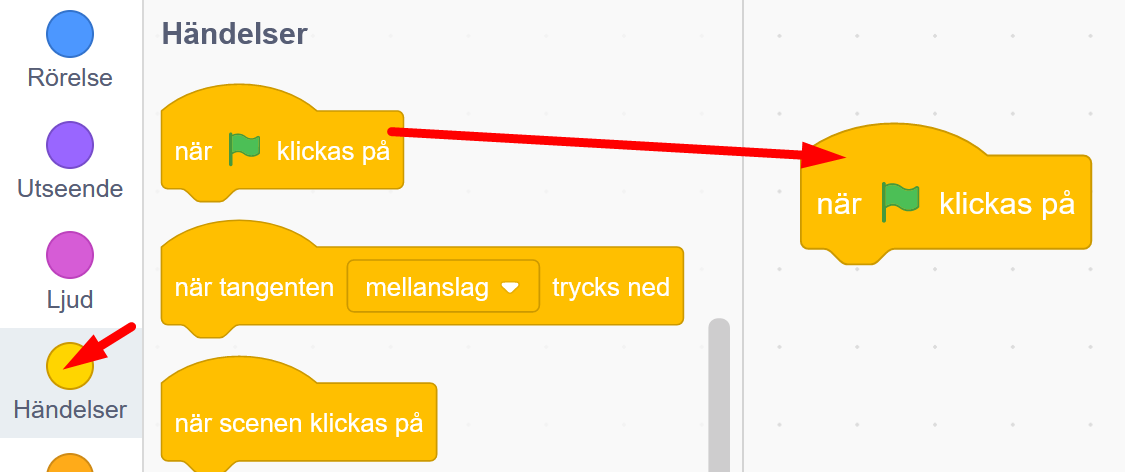 Rörelse
Utseende
Ljud
Händelser
Händelser
när klickas på
när tangenten mellanslag trycks ned
när scenen klickas på
när klickas på